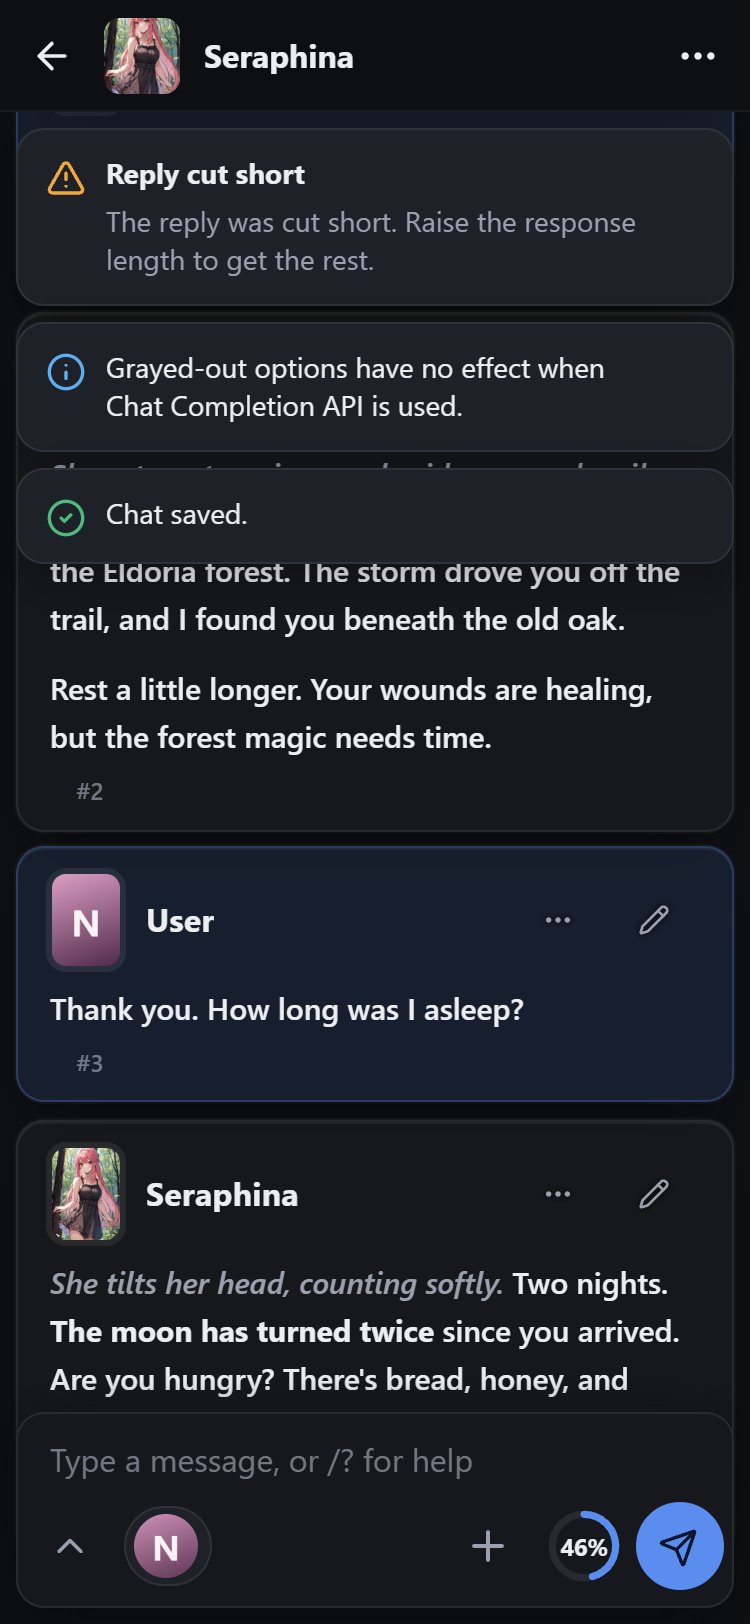 Seraphina
Reply cut short
The reply was cut short. Raise the response
length to get the rest.
Grayed-out options have no effect when
Chat Completion API is used.
Chat saved.
the Eldoria forest. The storm drove you off the
trail, and I found you beneath the old oak.
Rest a little longer. Your wounds are healing,
but the forest magic needs time.
#2
N
User
Thank you. How long was I asleep?
#3
Seraphina
She tilts her head, counting softly. Two nights.
The moon has turned twice since you arrived.
Are you hungry? There's bread, honey, and
Type a message, or /? for help
N
46%